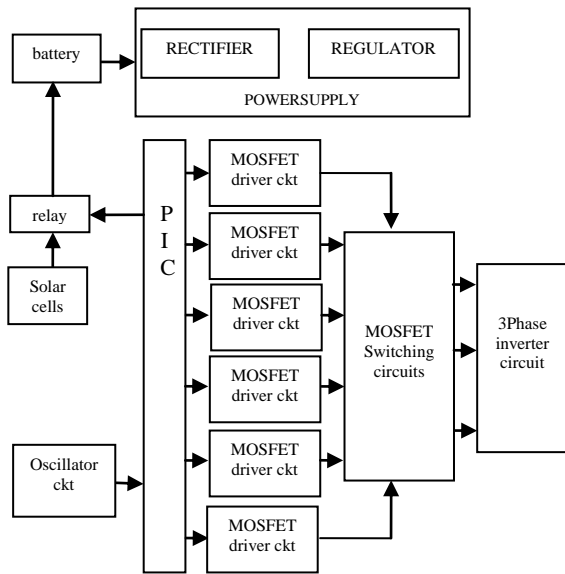 battery
RECTIFIER
REGULATOR
POWERSUPPLY
relay
Solar
cells
Oscillator
ckt
P
I
C
MOSFET
driver ckt
MOSFET
driver ckt
MOSFET
driver ckt
MOSFET
driver ckt
MOSFET
driver ckt
MOSFET
driver ckt
MOSFET
Switching
circuits
3Phase
inverter
circuit